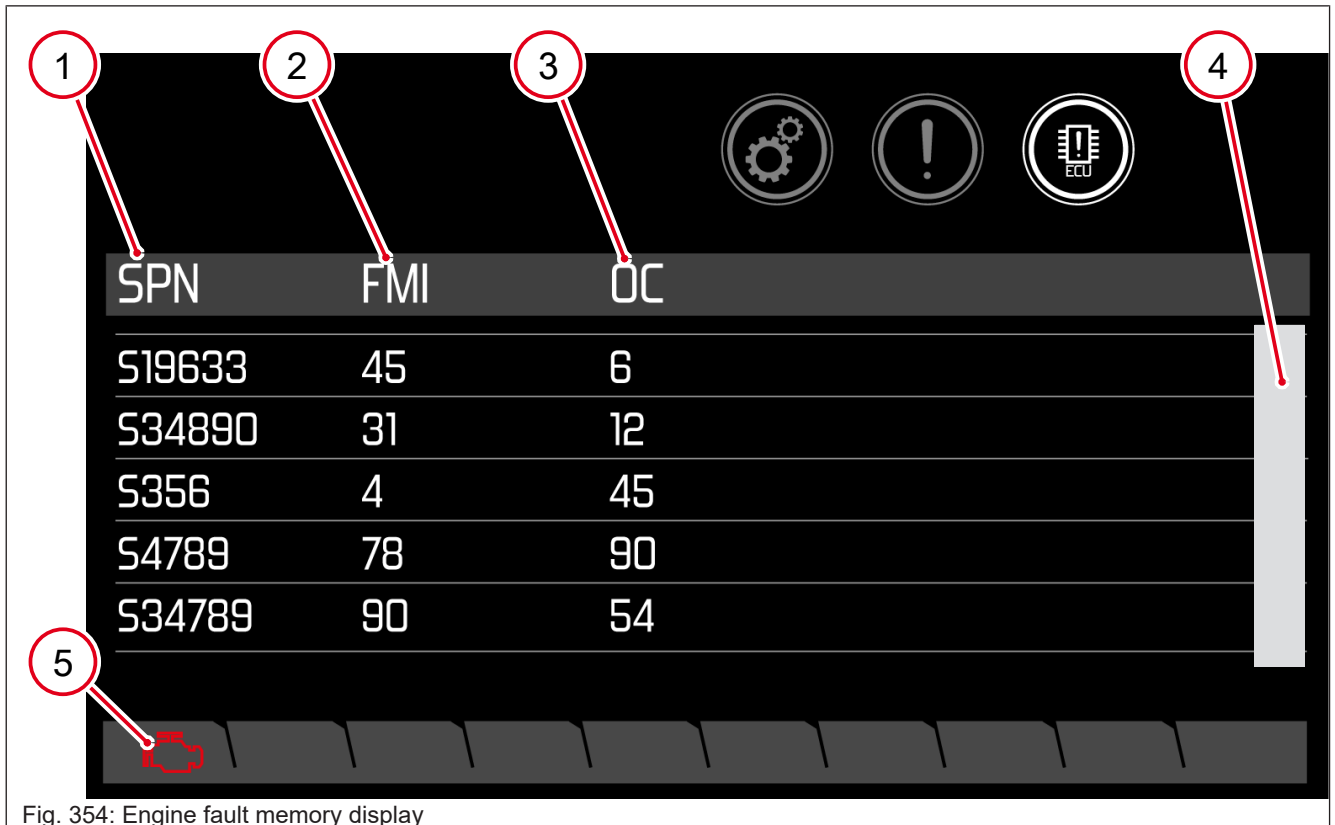 1 2 3 4
ECU
SPN FMI OC
S19633 45 6
S34890 31 12
S356 4 45
S4789 78 90
S34789 90 54
5
Fig. 354: Engine fault memory display